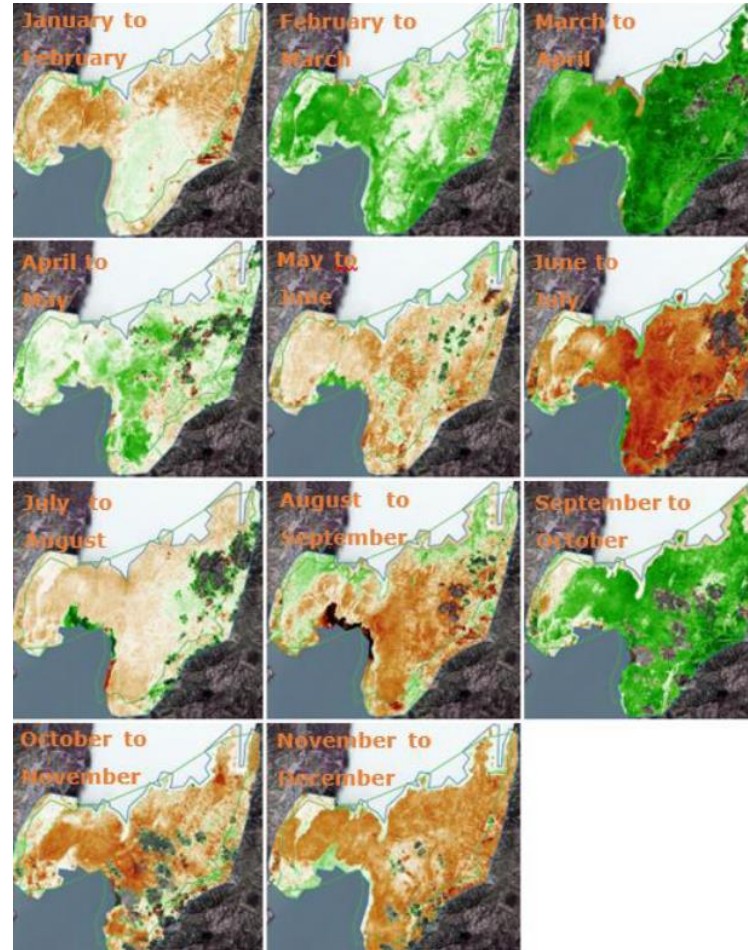 January to
February
February to
March
March to
April
April to
May
May to
June
June to
July
July to
August
August to
September
September to
October
October to
November
November to
December